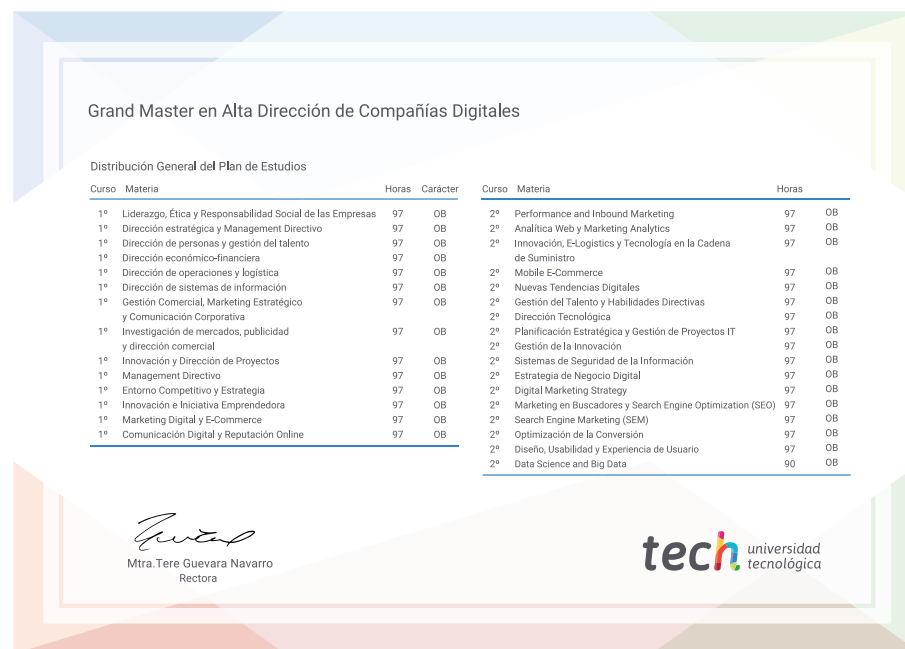 Grand Master en Alta Dirección de Compañías Digitales
Distribución General del Plan de Estudios
Curso Materia Horas Carácter
1º Liderazgo, Ética y Responsabilidad Social de las Empresas 97 OB
1º Dirección estratégica y Management Directivo 97 OB
1º Dirección de personas y gestión del talento 97 OB
1º Dirección económico-financiera 97 OB
1º Dirección de operaciones y logística 97 OB
1º Dirección de sistemas de información 97 OB
1º Gestión Comercial, Marketing Estratégico 97 OB
y Comunicación Corporativa
1º Investigación de mercados, publicidad 97 OB
y dirección comercial
1º Innovación y Dirección de Proyectos 97 OB
1º Management Directivo 97 OB
1º Entorno Competitivo y Estrategia 97 OB
1º Innovación e Iniciativa Emprendedora 97 OB
1º Marketing Digital y E-Commerce 97 OB
1º Comunicación Digital y Reputación Online 97 OB
Curso Materia Horas
2º Performance and Inbound Marketing 97 OB
2º Analítica Web y Marketing Analytics 97 OB
2º Innovación, E-Logistics y Tecnología en la Cadena 97 OB
de Suministro
2º Mobile E-Commerce 97 OB
2º Nuevas Tendencias Digitales 97 OB
2º Gestión del Talento y Habilidades Directivas 97 OB
2º Dirección Tecnológica 97 OB
2º Planificación Estratégica y Gestión de Proyectos IT 97 OB
2º Gestión de la Innovación 97 OB
2º Sistemas de Seguridad de la Información 97 OB
2º Estrategia de Negocio Digital 97 OB
2º Digital Marketing Strategy 97 OB
2º Marketing en Buscadores y Search Engine Optimization (SEO) 97 OB
2º Search Engine Marketing (SEM) 97 OB
2º Optimización de la Conversión 97 OB
2º Diseño, Usabilidad y Experiencia de Usuario 97 OB
2º Data Science and Big Data 90 OB
Mtra.Tere Guevara Navarro
Rectora
tech universidad
tecnológica